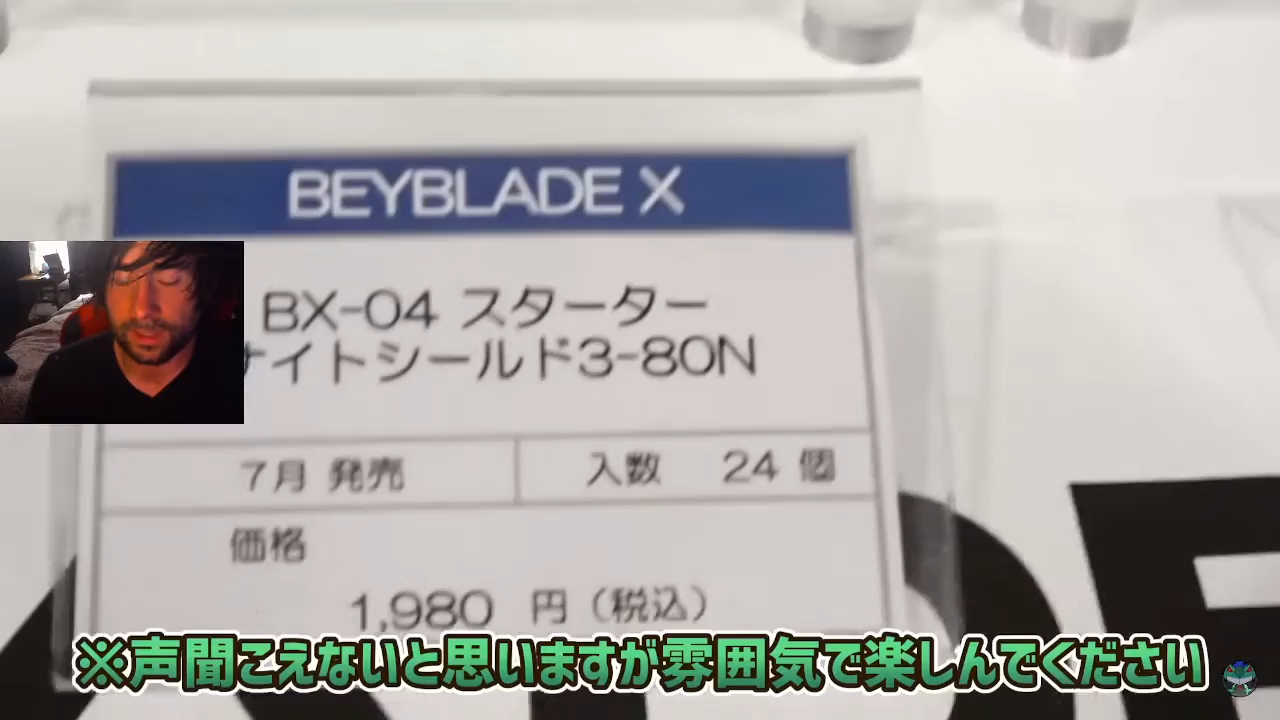 BEYBLADE X
BX-04 スターター
ナイトシールド3-80N
7月 発売
入数 24 個
価格
1,980 円(税込)
※声聞こえないと思いますが雰囲気で楽しんでください